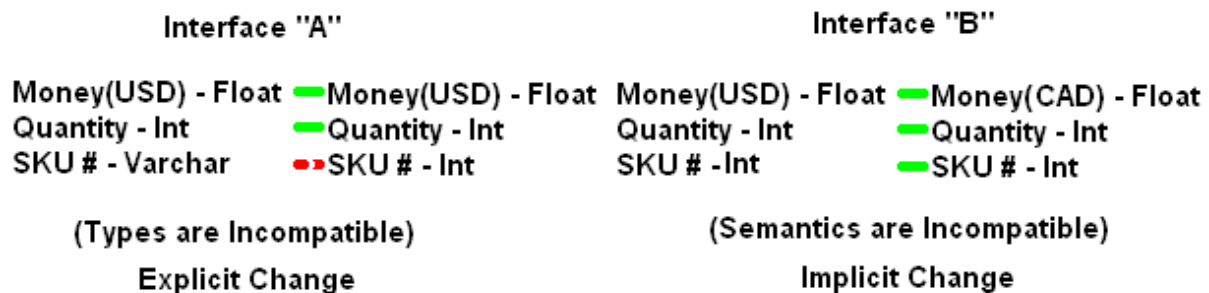 Interface "A"
Money(USD) - Float Money(USD) - Float
Quantity - Int Quantity - Int
SKU # - Varchar SKU # - Int
(Types are Incompatible)
Explicit Change
Interface "B"
Money(USD) - Float Money(CAD) - Float
Quantity - Int Quantity - Int
SKU # -Int SKU # - Int
(Semantics are Incompatible)
Implicit Change